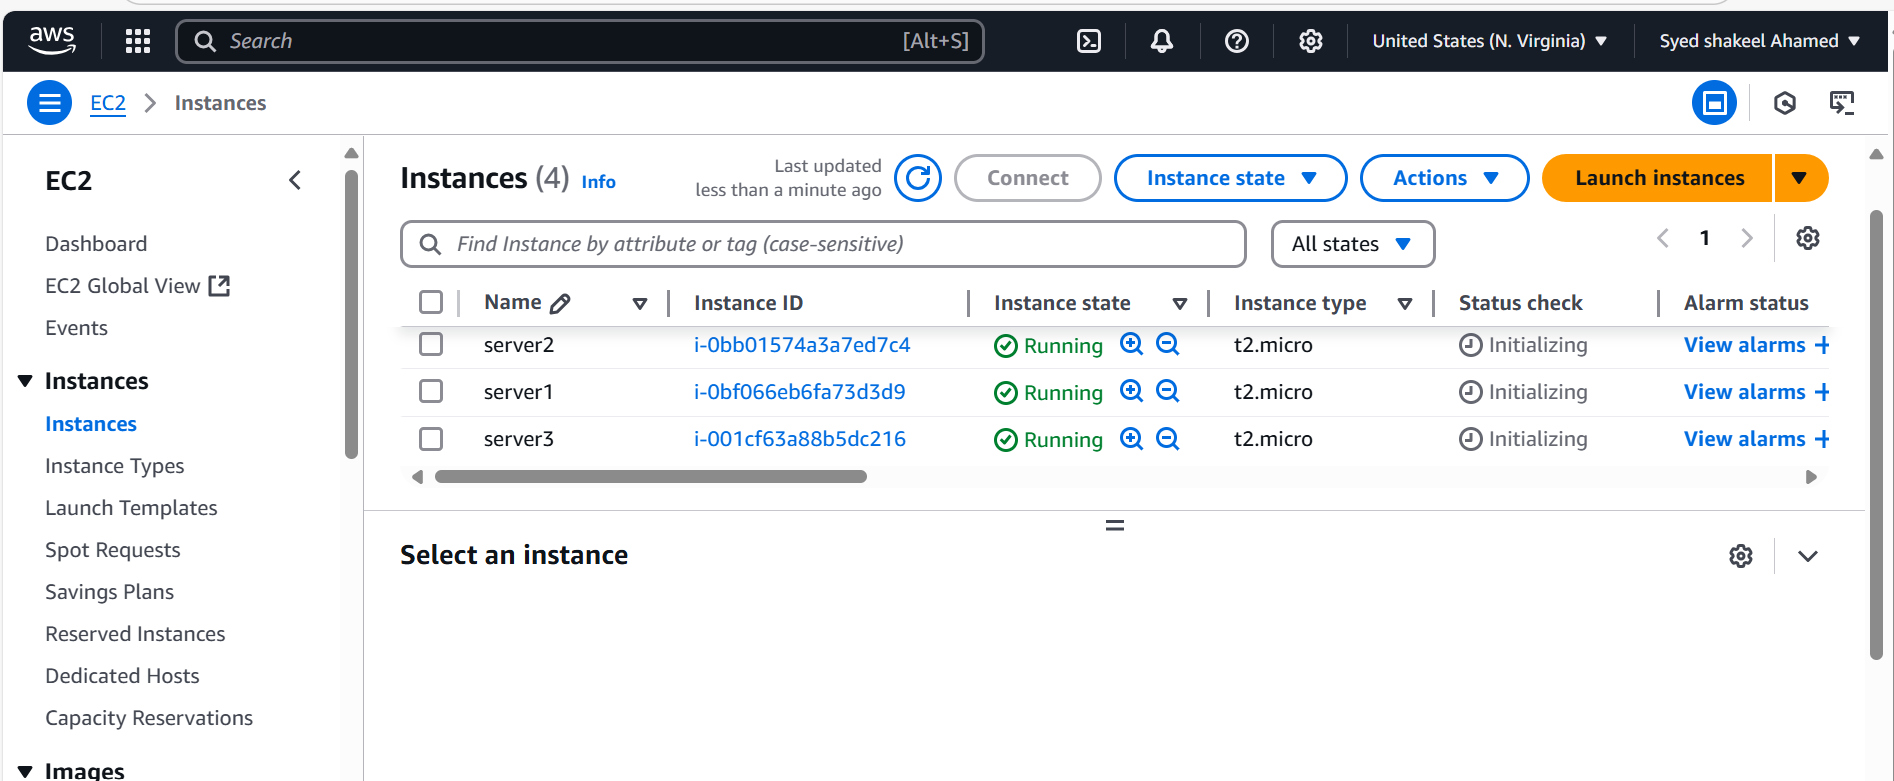 aws
Search [Alt+S]
United States (N. Virginia)
Syed shakeel Ahamed
EC2 Instances
EC2
Dashboard
EC2 Global View
Events
Instances
Instances
Instance Types
Launch Templates
Spot Requests
Savings Plans
Reserved Instances
Dedicated Hosts
Capacity Reservations
Images
Instances (4) Info
Last updated
less than a minute ago
Connect
Instance state
Actions
Launch instances
Find Instance by attribute or tag (case-sensitive)
All states
1
Name Instance ID Instance state Instance type Status check Alarm status
server2 i-0bb01574a3a7ed7c4 Running t2.micro Initializing View alarms +
server1 i-0bf066eb6fa73d3d9 Running t2.micro Initializing View alarms +
server3 i-001cf63a88b5dc216 Running t2.micro Initializing View alarms +
Select an instance